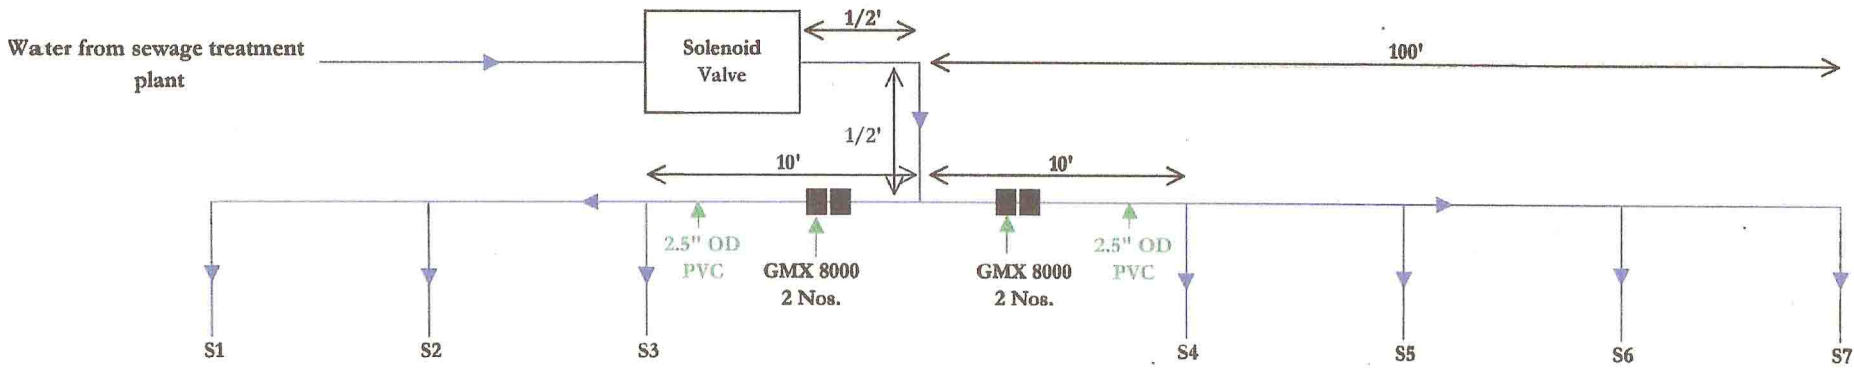 Water from sewage treatment
plant
Solenoid
Valve
1/2'
100'
1/2'
10'
10'
2.5" OD
PVC
GMX 8000
2 Nos.
GMX 8000
2 Nos.
2.5" OD
PVC
S1
S2
S3
S4
S5
S6
S7